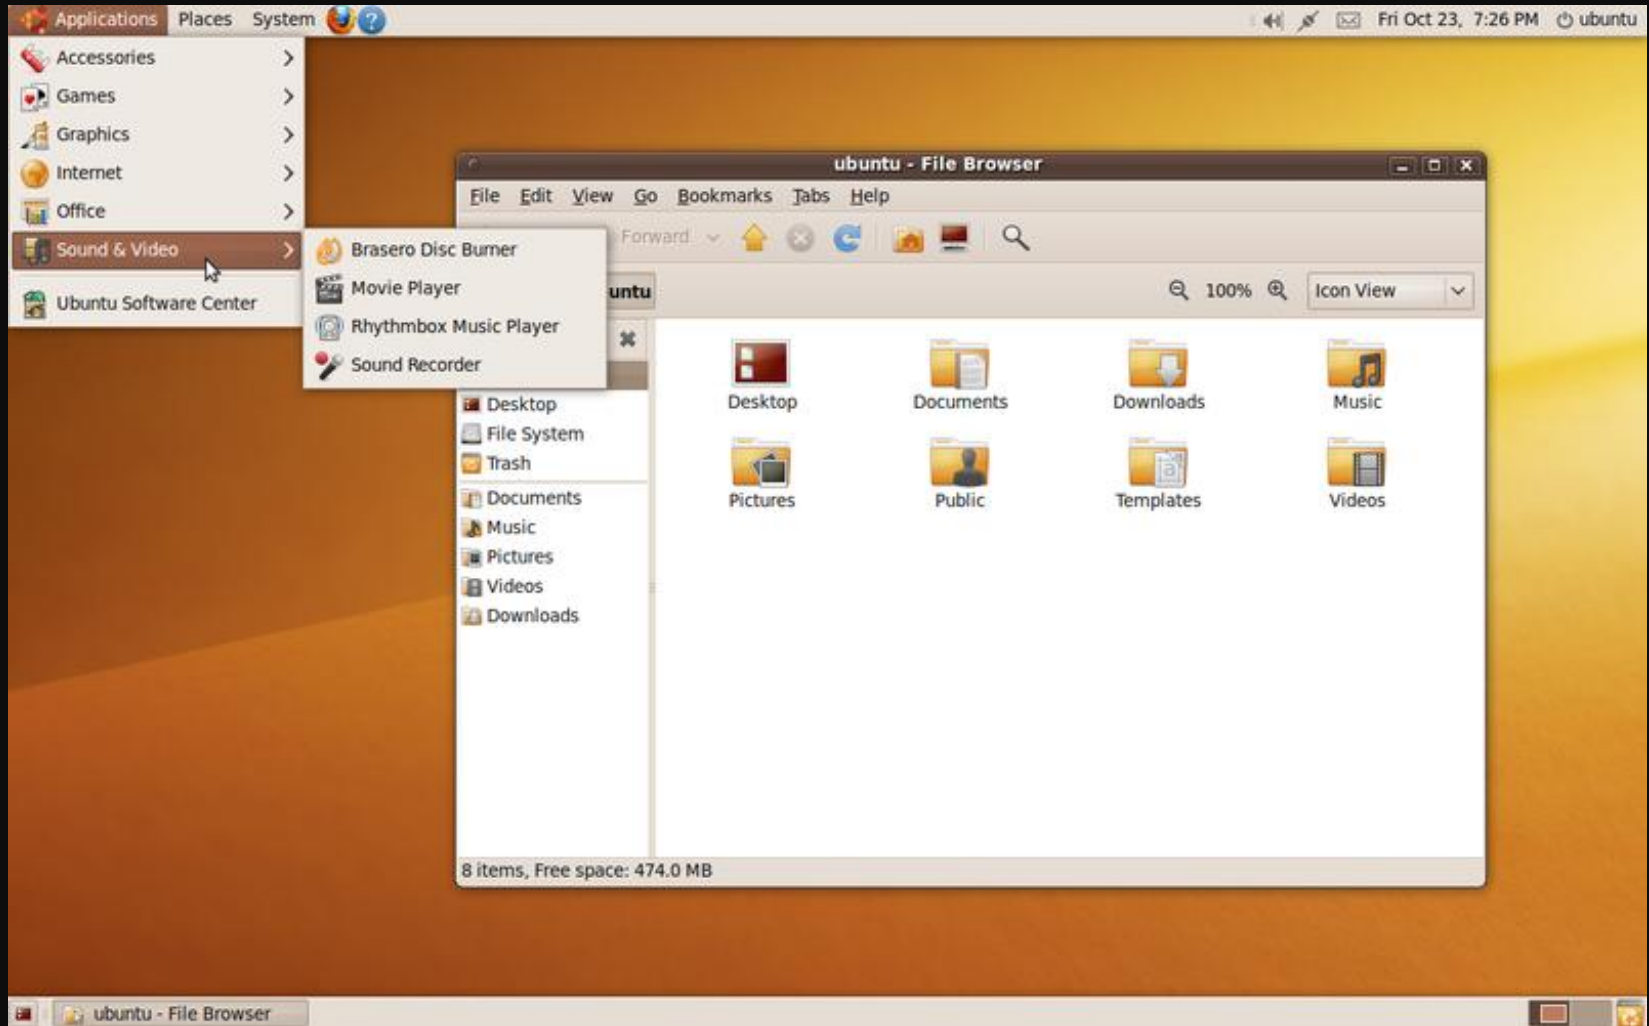 Applications Places System
Fri Oct 23, 7:26 PM ubuntu
Accessories
Games
Graphics
Internet
Office
Sound & Video
Ubuntu Software Center
Brasero Disc Burner
Movie Player
Rhythmbox Music Player
Sound Recorder
ubuntu - File Browser
File Edit View Go Bookmarks Tabs Help
Forward
untu
100%
Icon View
Desktop
File System
Trash
Documents
Music
Pictures
Videos
Downloads
Desktop Documents Downloads Music
Pictures Public Templates Videos
8 items, Free space: 474.0 MB
ubuntu - File Browser